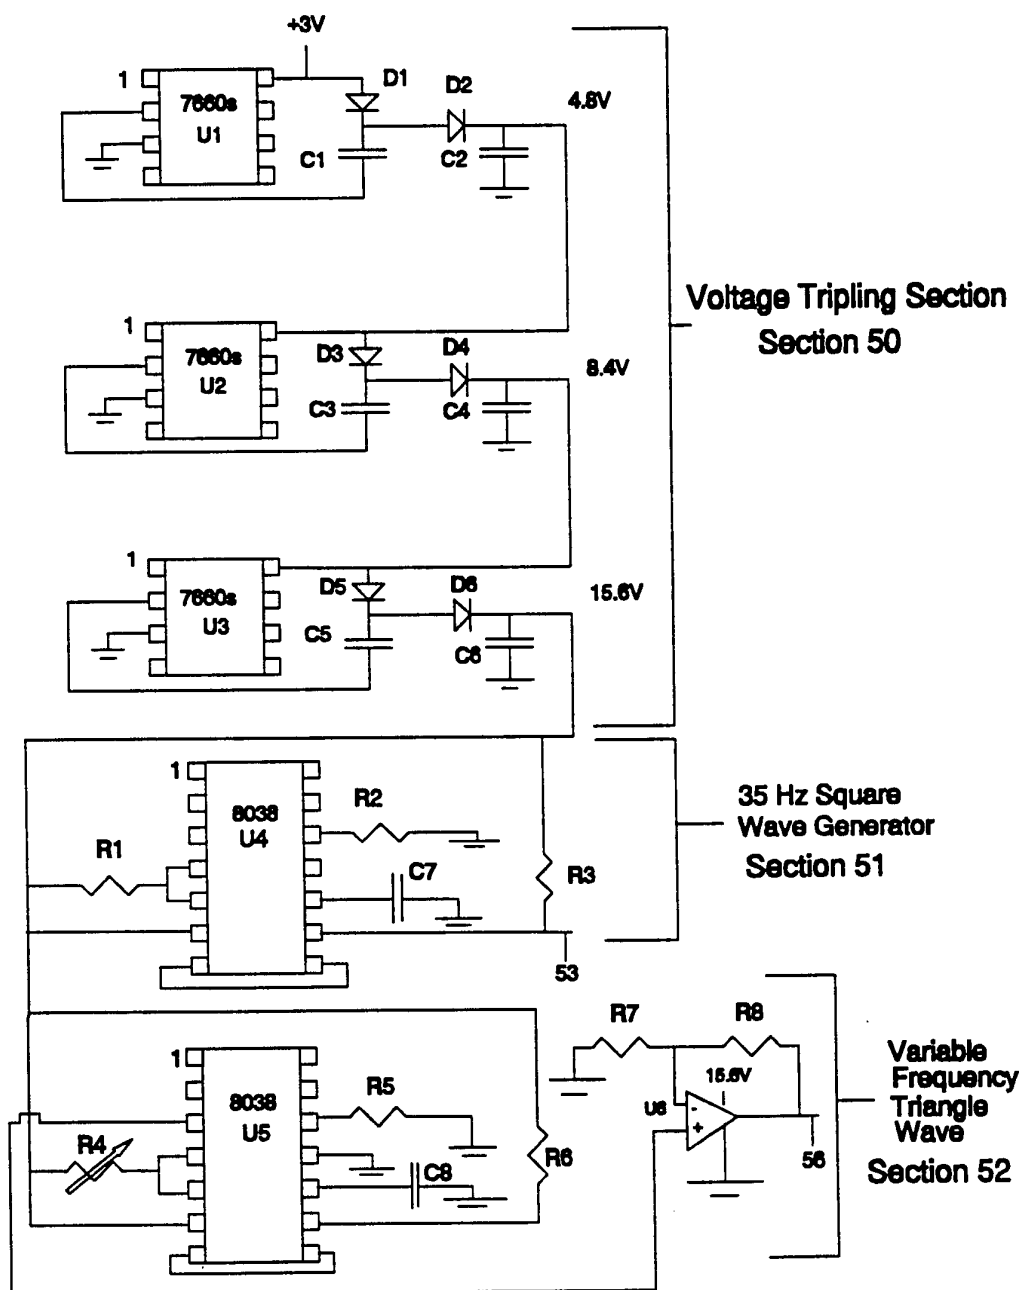 +3V
1
7660s
U1
D1
D2
4.8V
C1
C2
Voltage Tripling Section
Section 50
1
7660s
U2
D3
D4
8.4V
C3
C4
1
7660s
U3
D5
D6
15.6V
C5
C6
1
8038
U4
R2
R1
C7
R3
53
35 Hz Square
Wave Generator
Section 51
1
8038
U5
R5
R4
C8
R6
R7
R8
15.6V
U6
-
+
56
Variable
Frequency
Triangle
Wave
Section 52